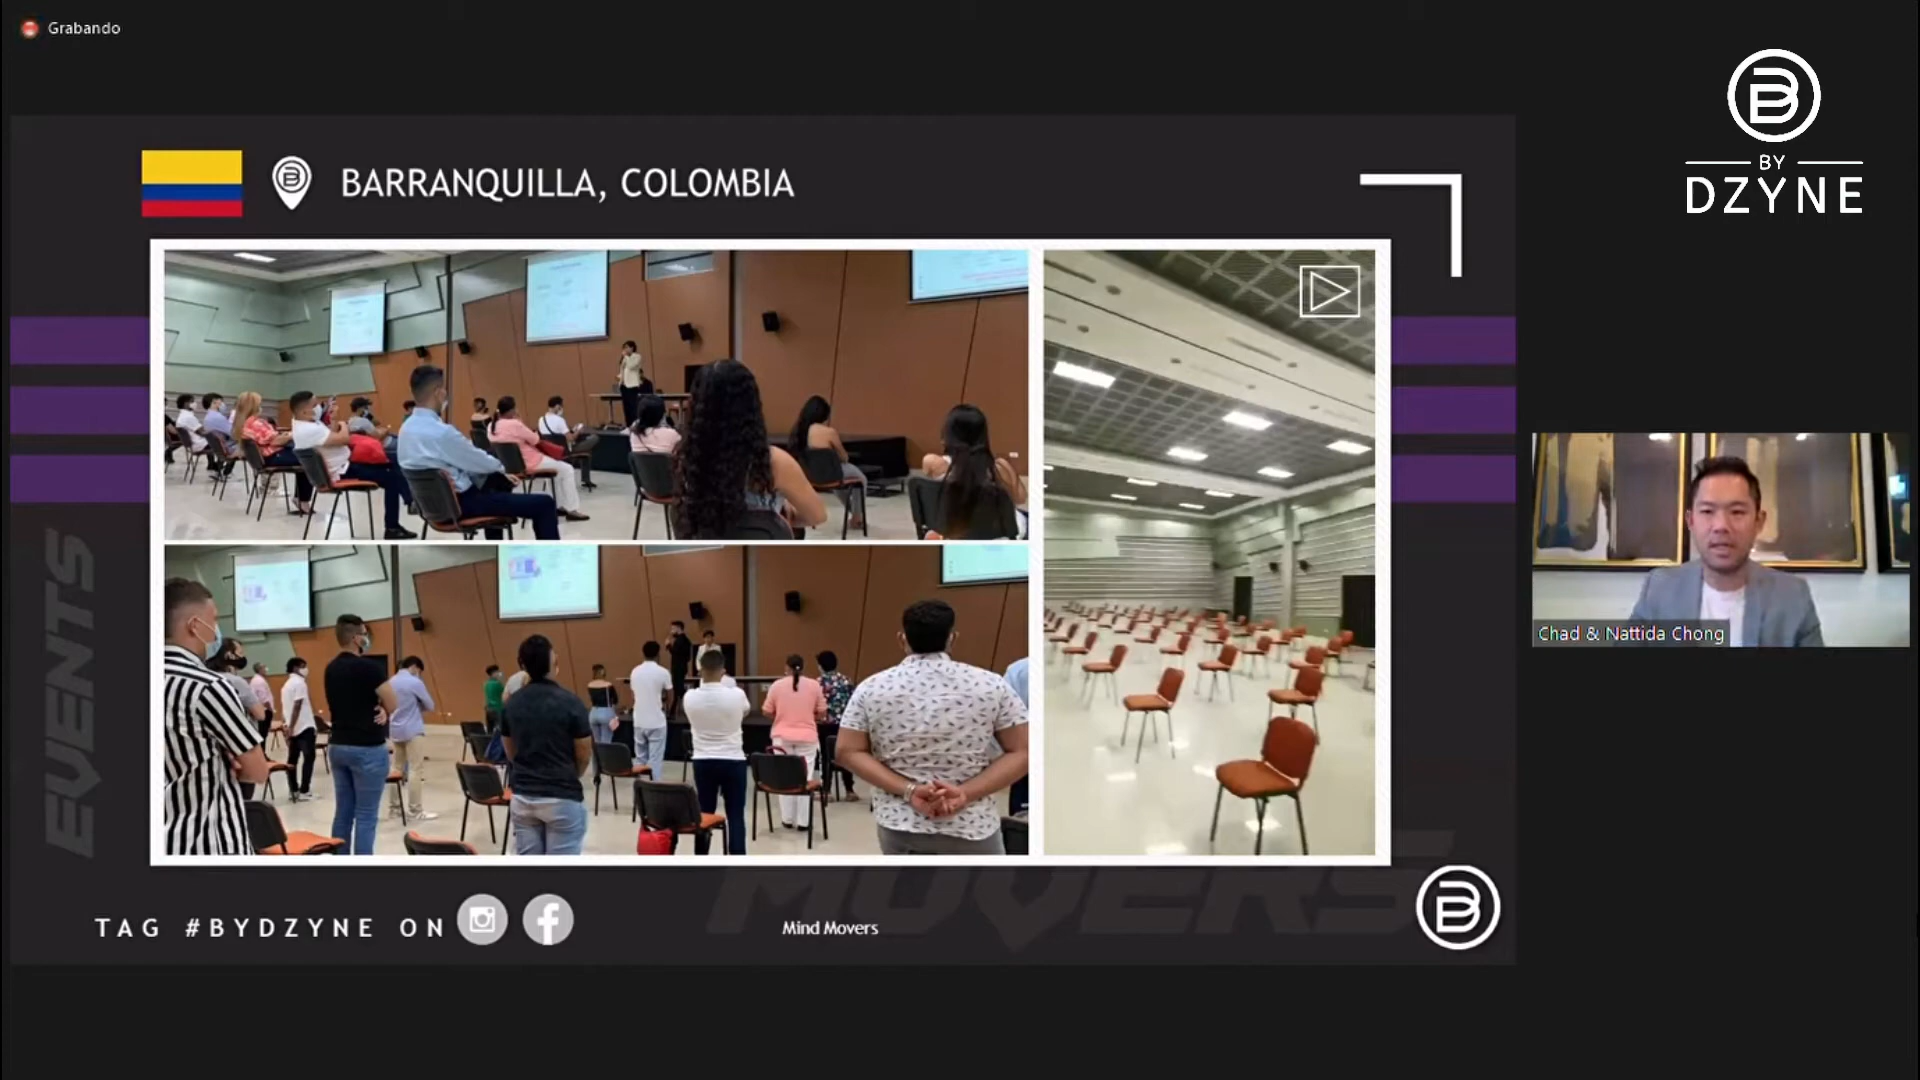 Grabando
BY
DZYNE
BARRANQUILLA, COLOMBIA
EVENTS
Chad & Nattida Chong
MOVERS
TAG #BYDZYNE ON
Mind Movers